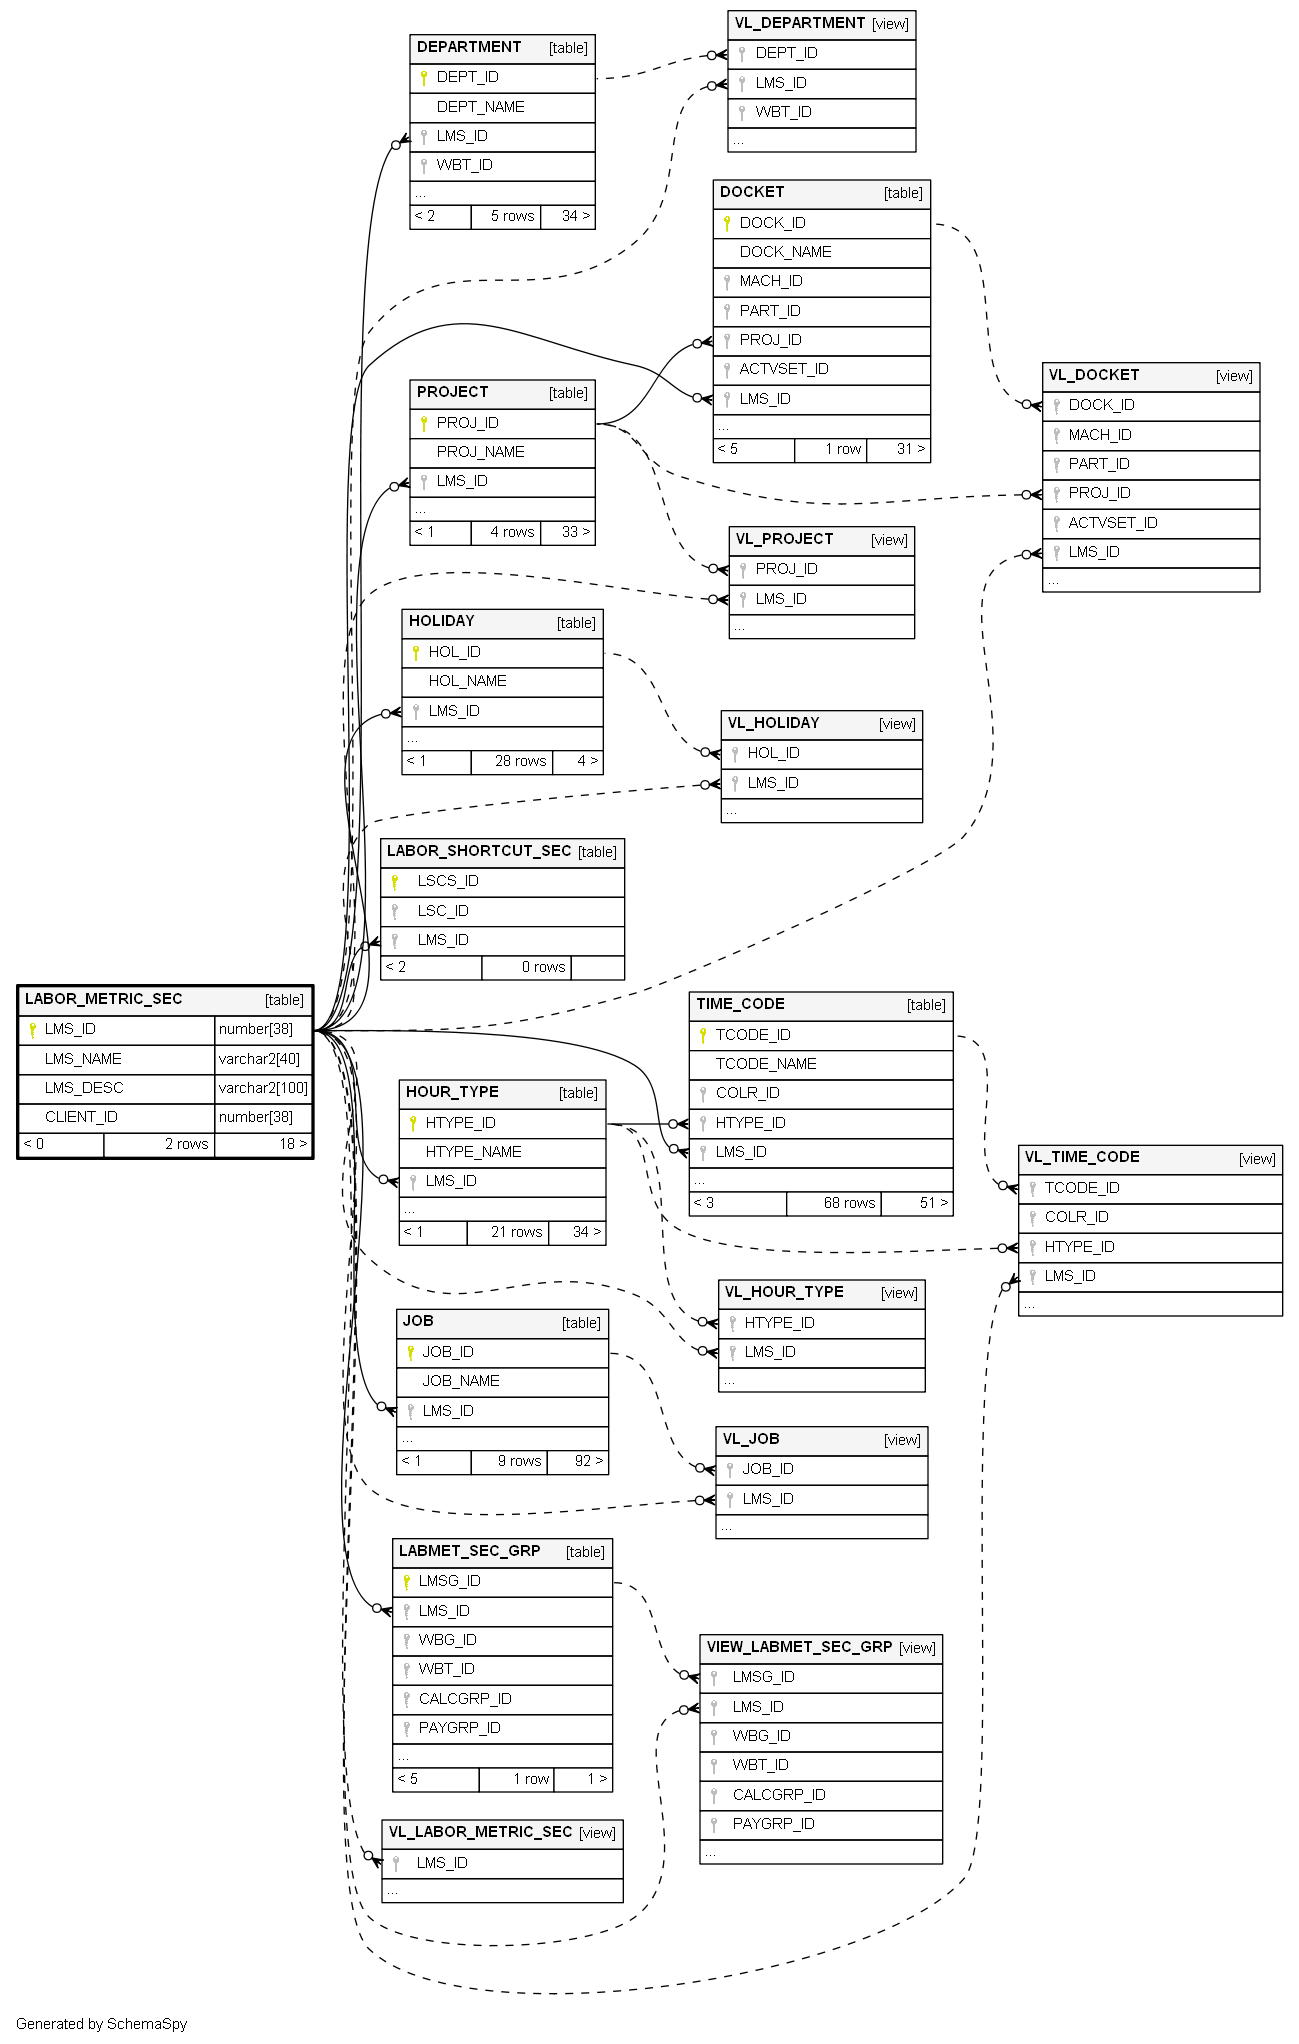 VL_DEPARTMENT [view]
DEPT_ID
LMS_ID
WBT_ID
...
DEPARTMENT [table]
DEPT_ID
DEPT_NAME
LMS_ID
WBT_ID
...
< 2 5 rows 34 >
DOCKET [table]
DOCK_ID
DOCK_NAME
MACH_ID
PART_ID
PROJ_ID
ACTVSET_ID
LMS_ID
...
< 5 1 row 31 >
VL_DOCKET [view]
DOCK_ID
MACH_ID
PART_ID
PROJ_ID
ACTVSET_ID
LMS_ID
...
PROJECT [table]
PROJ_ID
PROJ_NAME
LMS_ID
...
< 1 4 rows 33 >
VL_PROJECT [view]
PROJ_ID
LMS_ID
...
HOLIDAY [table]
HOL_ID
HOL_NAME
LMS_ID
...
< 1 28 rows 4 >
VL_HOLIDAY [view]
HOL_ID
LMS_ID
...
LABOR_SHORTCUT_SEC [table]
LSCS_ID
LSC_ID
LMS_ID
< 2 0 rows
LABOR_METRIC_SEC [table]
LMS_ID number[38]
LMS_NAME varchar2[40]
LMS_DESC varchar2[100]
CLIENT_ID number[38]
< 0 2 rows 18 >
TIME_CODE [table]
TCODE_ID
TCODE_NAME
COLR_ID
HTYPE_ID
LMS_ID
...
< 3 68 rows 51 >
HOUR_TYPE [table]
HTYPE_ID
HTYPE_NAME
LMS_ID
...
< 1 21 rows 34 >
VL_TIME_CODE [view]
TCODE_ID
COLR_ID
HTYPE_ID
LMS_ID
...
VL_HOUR_TYPE [view]
HTYPE_ID
LMS_ID
...
JOB [table]
JOB_ID
JOB_NAME
LMS_ID
...
< 1 9 rows 92 >
VL_JOB [view]
JOB_ID
LMS_ID
...
LABMET_SEC_GRP [table]
LMSG_ID
LMS_ID
WBG_ID
WBT_ID
CALCGRP_ID
PAYGRP_ID
...
< 5 1 row 1 >
VIEW_LABMET_SEC_GRP [view]
LMSG_ID
LMS_ID
WBG_ID
WBT_ID
CALCGRP_ID
PAYGRP_ID
...
VL_LABOR_METRIC_SEC [view]
LMS_ID
...
Generated by SchemaSpy